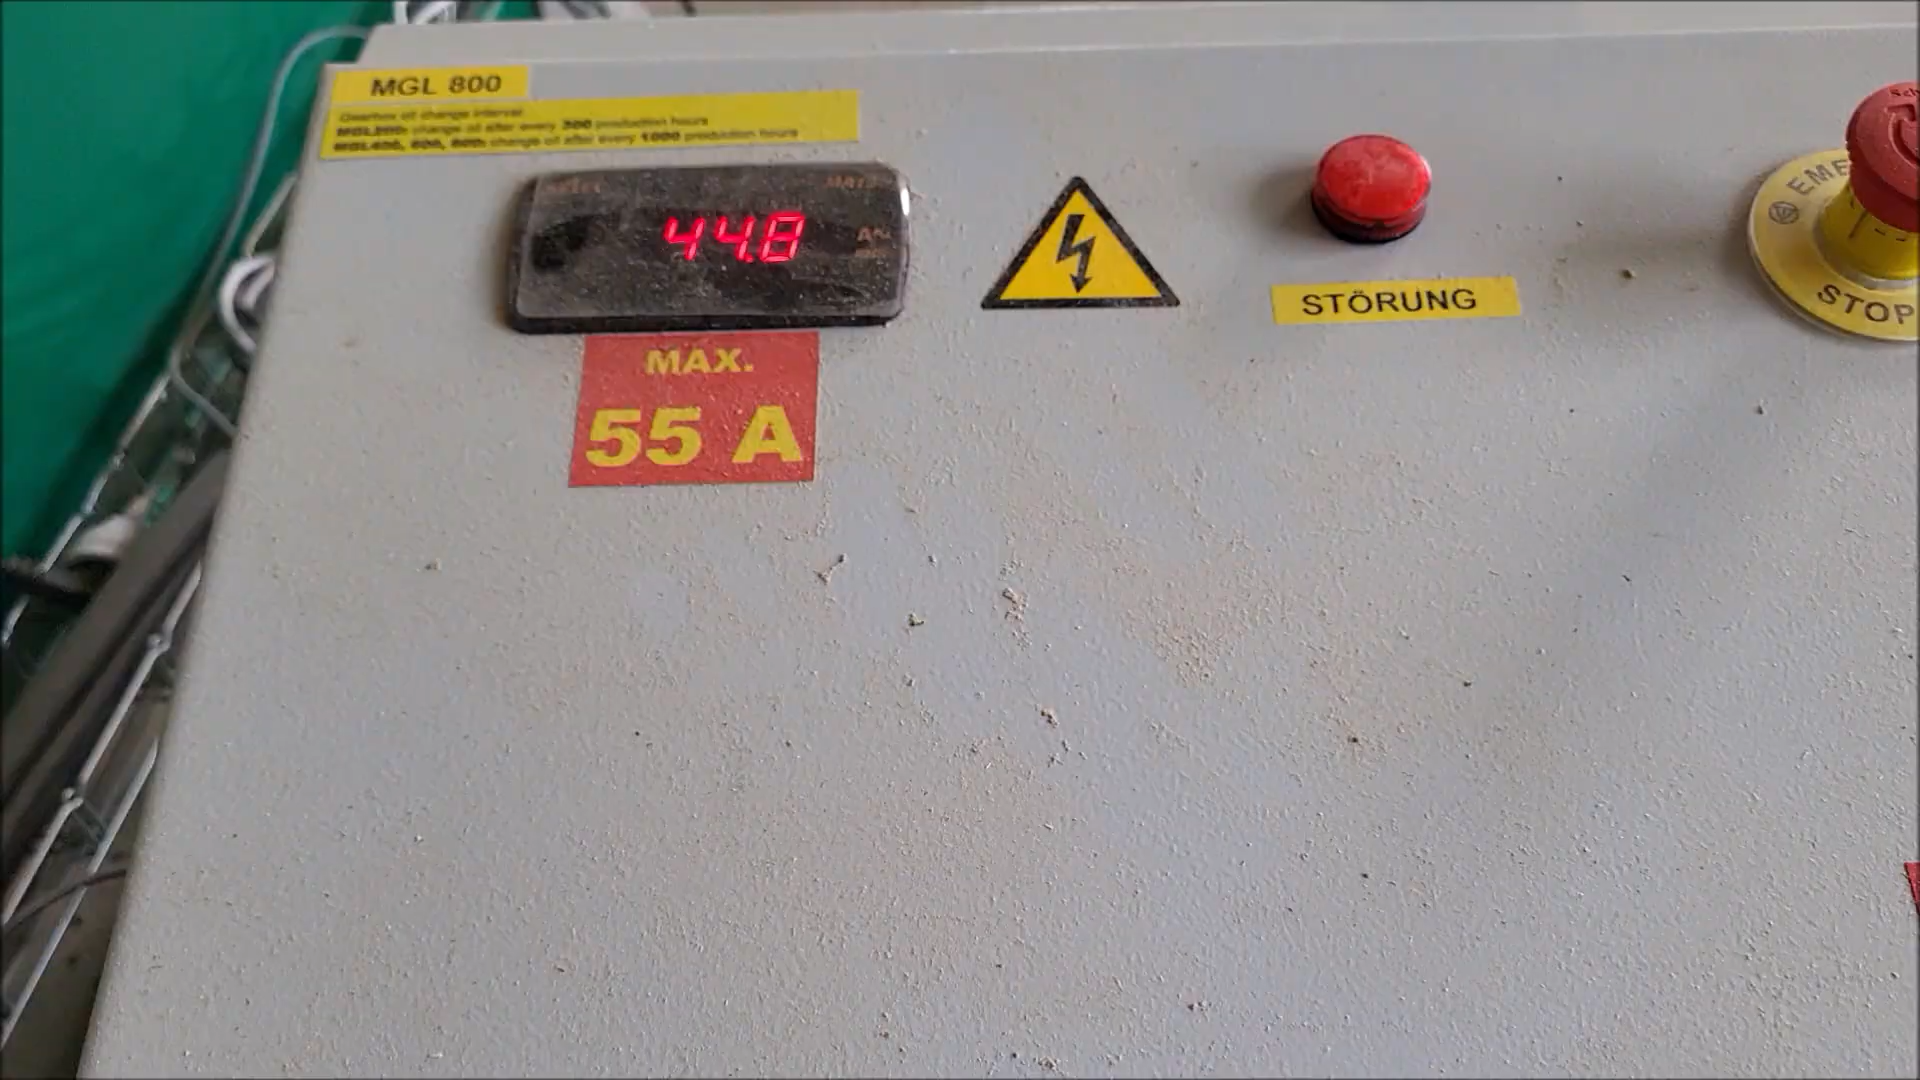 MGL 800
Gearbox oil change interval
MGL200: change oil after every 300 production hours
MGL400, 600, 800: change oil after every 1000 production hours
44.8
A~
MAX.
55 A
STÖRUNG
EME
STOP